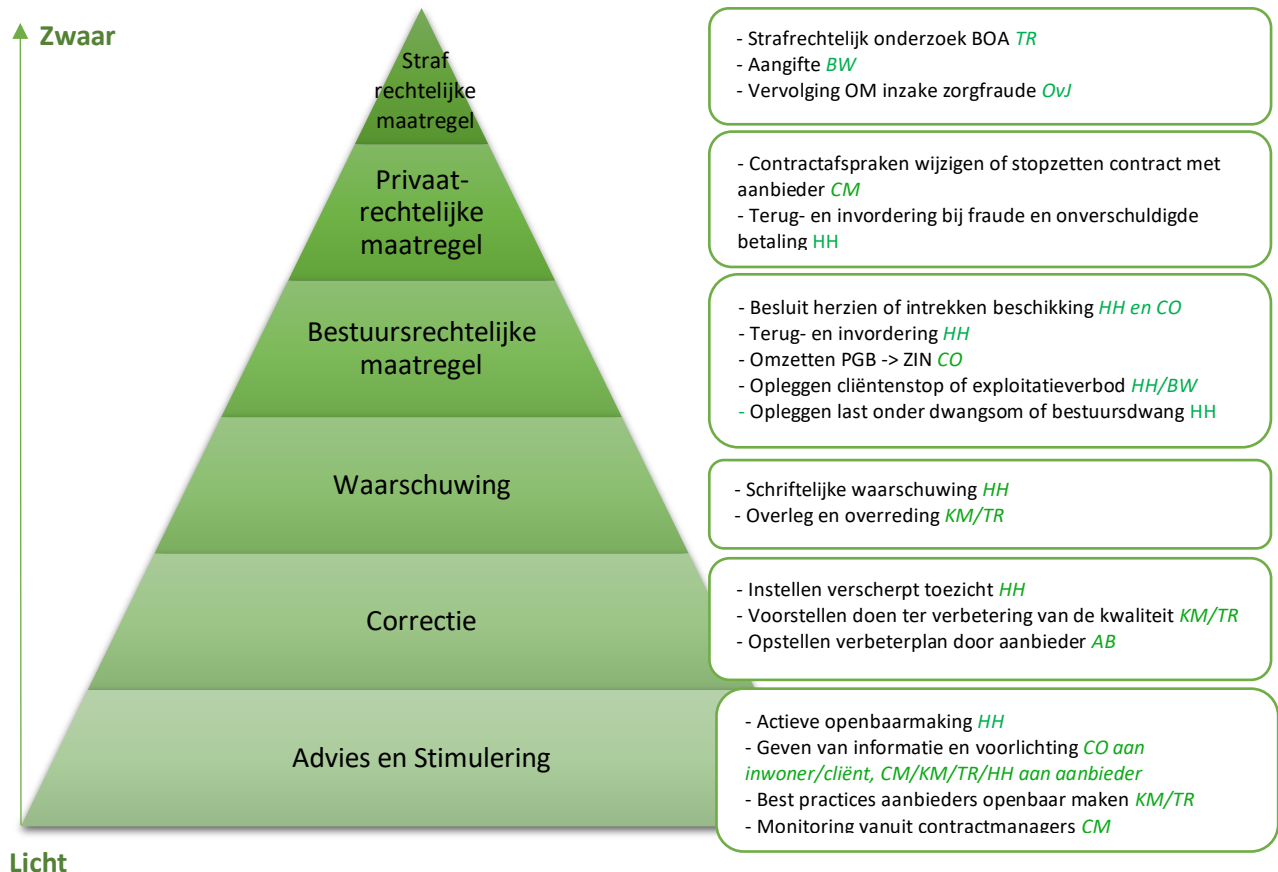 Zwaar
Straf
rechtelijke
maatregel
- Strafrechtelijk onderzoek BOA TR
- Aangifte BW
- Vervolging OM inzake zorgfraude OvJ
Privaat-
rechtelijke
maatregel
- Contractafspraken wijzigen of stopzetten contract met
aanbieder CM
- Terug- en invordering bij fraude en onverschuldigde
betaling HH
Bestuursrechtelijke
maatregel
- Besluit herzien of intrekken beschikking HH en CO
- Terug- en invordering HH
- Omzetten PGB -> ZIN CO
- Opleggen cliëntenstop of exploitatieverbod HH/BW
- Opleggen last onder dwangsom of bestuursdwang HH
Waarschuwing
- Schriftelijke waarschuwing HH
- Overleg en overreding KM/TR
Correctie
- Instellen verscherpt toezicht HH
- Voorstellen doen ter verbetering van de kwaliteit KM/TR
- Opstellen verbeterplan door aanbieder AB
Advies en Stimulering
- Actieve openbaarmaking HH
- Geven van informatie en voorlichting CO aan
inwoner/cliënt, CM/KM/TR/HH aan aanbieder
- Best practices aanbieders openbaar maken KM/TR
- Monitoring vanuit contractmanagers CM
Licht